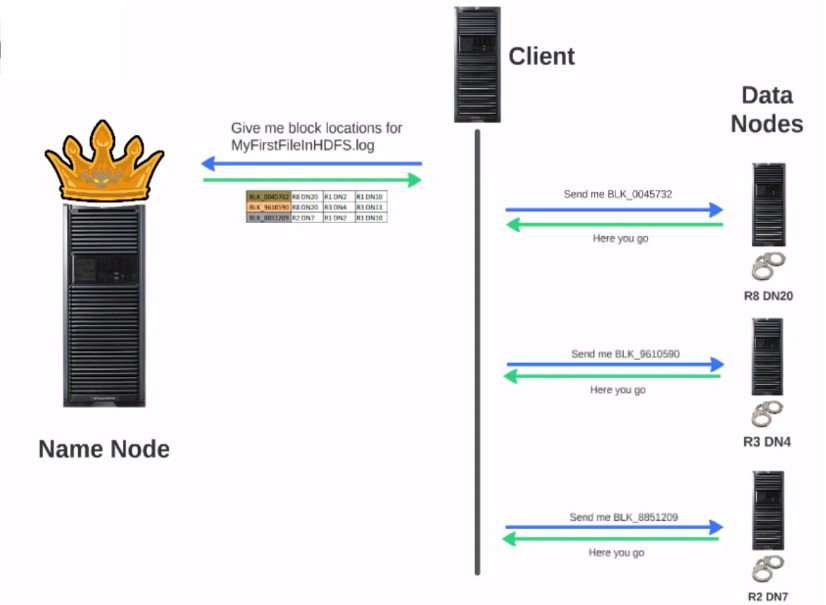 Client
Data
Nodes
Give me block locations for
MyFirstFileInHDFS.log
BLK_0045732 R8 DN20 R1 DN2 R1 DN10
BLK_9610590 R8 DN20 R3 DN4 R3 DN13
BLK_8851209 R2 DN7 R1 DN2 R1 DN10
Send me BLK_0045732
Here you go
R8 DN20
Send me BLK_9610590
Here you go
R3 DN4
Name Node
Send me BLK_8851209
Here you go
R2 DN7